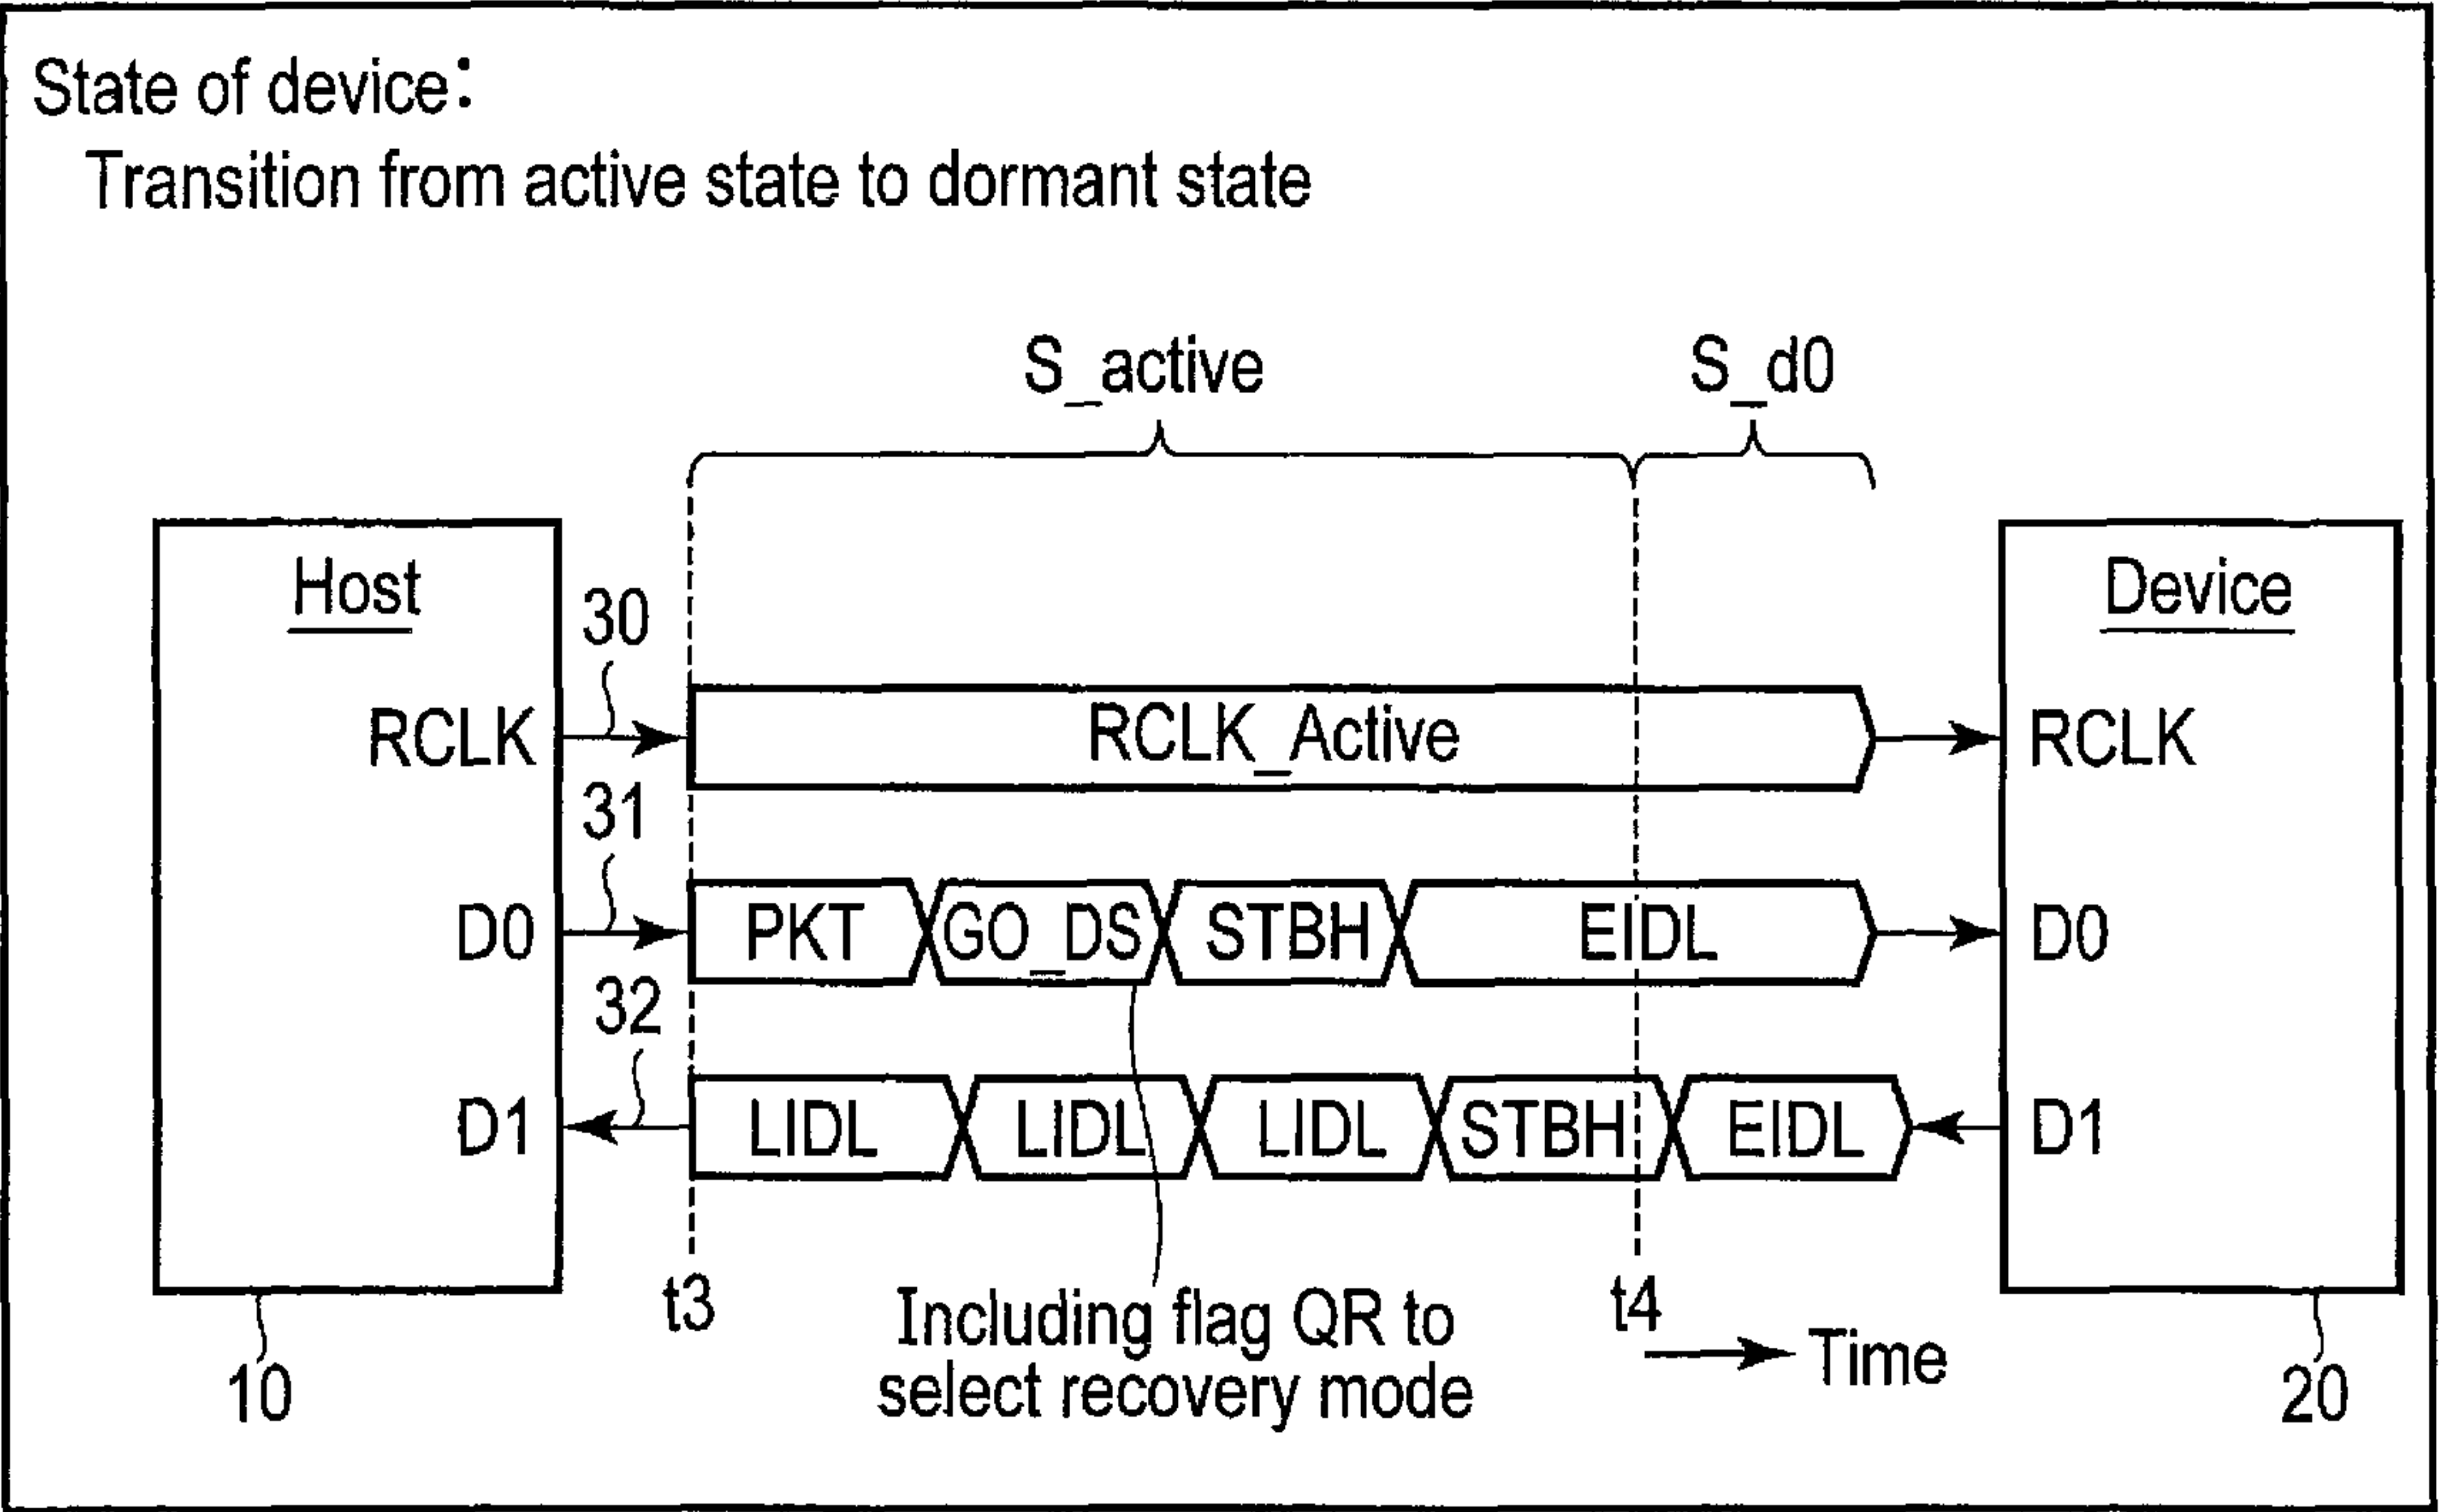 State of device:
Transition from active state to dormant state
S_active
S_d0
Host
Device
30
RCLK
RCLK_Active
RCLK
31
D0
PKT
GO_DS
STBH
EIDL
D0
32
D1
LIDL
LIDL
LIDL
STBH
EIDL
D1
t3
Including flag QR to
select recovery mode
t4
Time
10
20